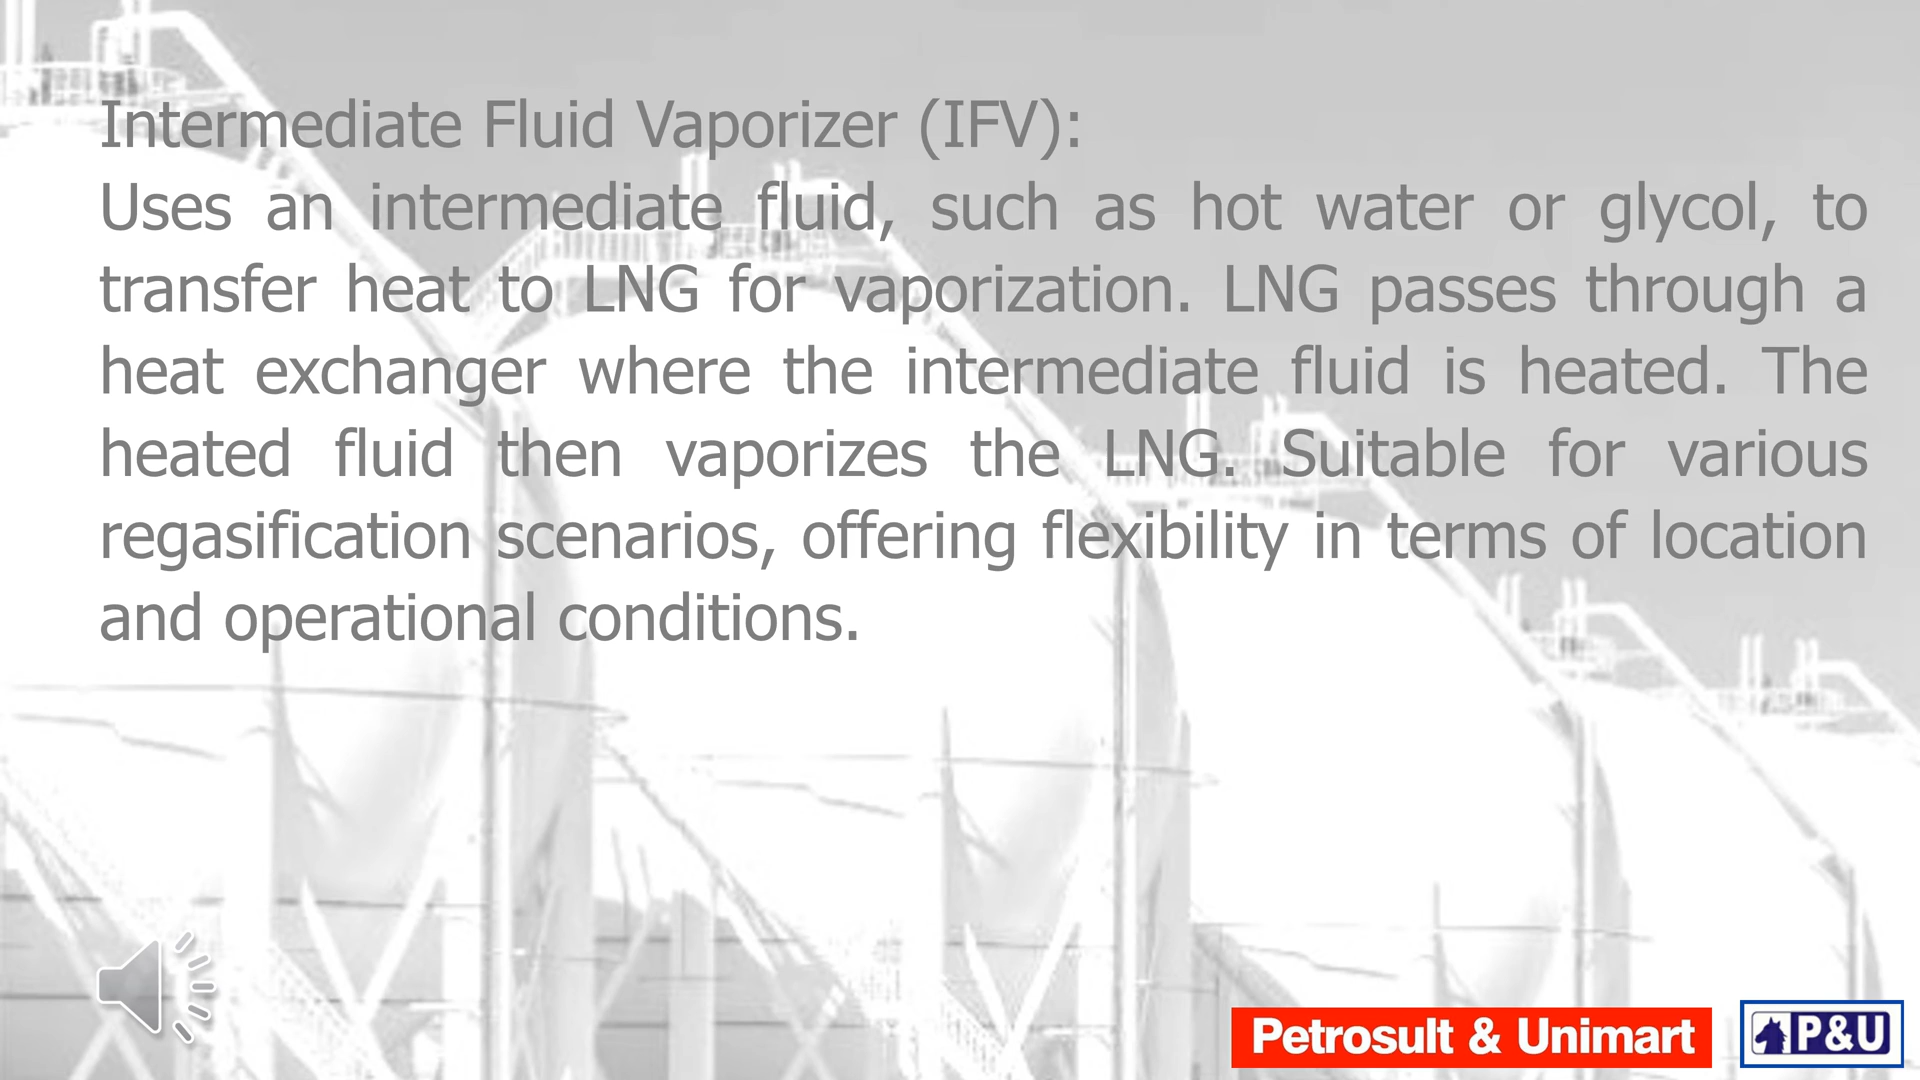 Intermediate Fluid Vaporizer (IFV):
Uses an intermediate fluid, such as hot water or glycol, to
transfer heat to LNG for vaporization. LNG passes through a
heat exchanger where the intermediate fluid is heated. The
heated fluid then vaporizes the LNG. Suitable for various
regasification scenarios, offering flexibility in terms of location
and operational conditions.
Petrosult & Unimart
P&U